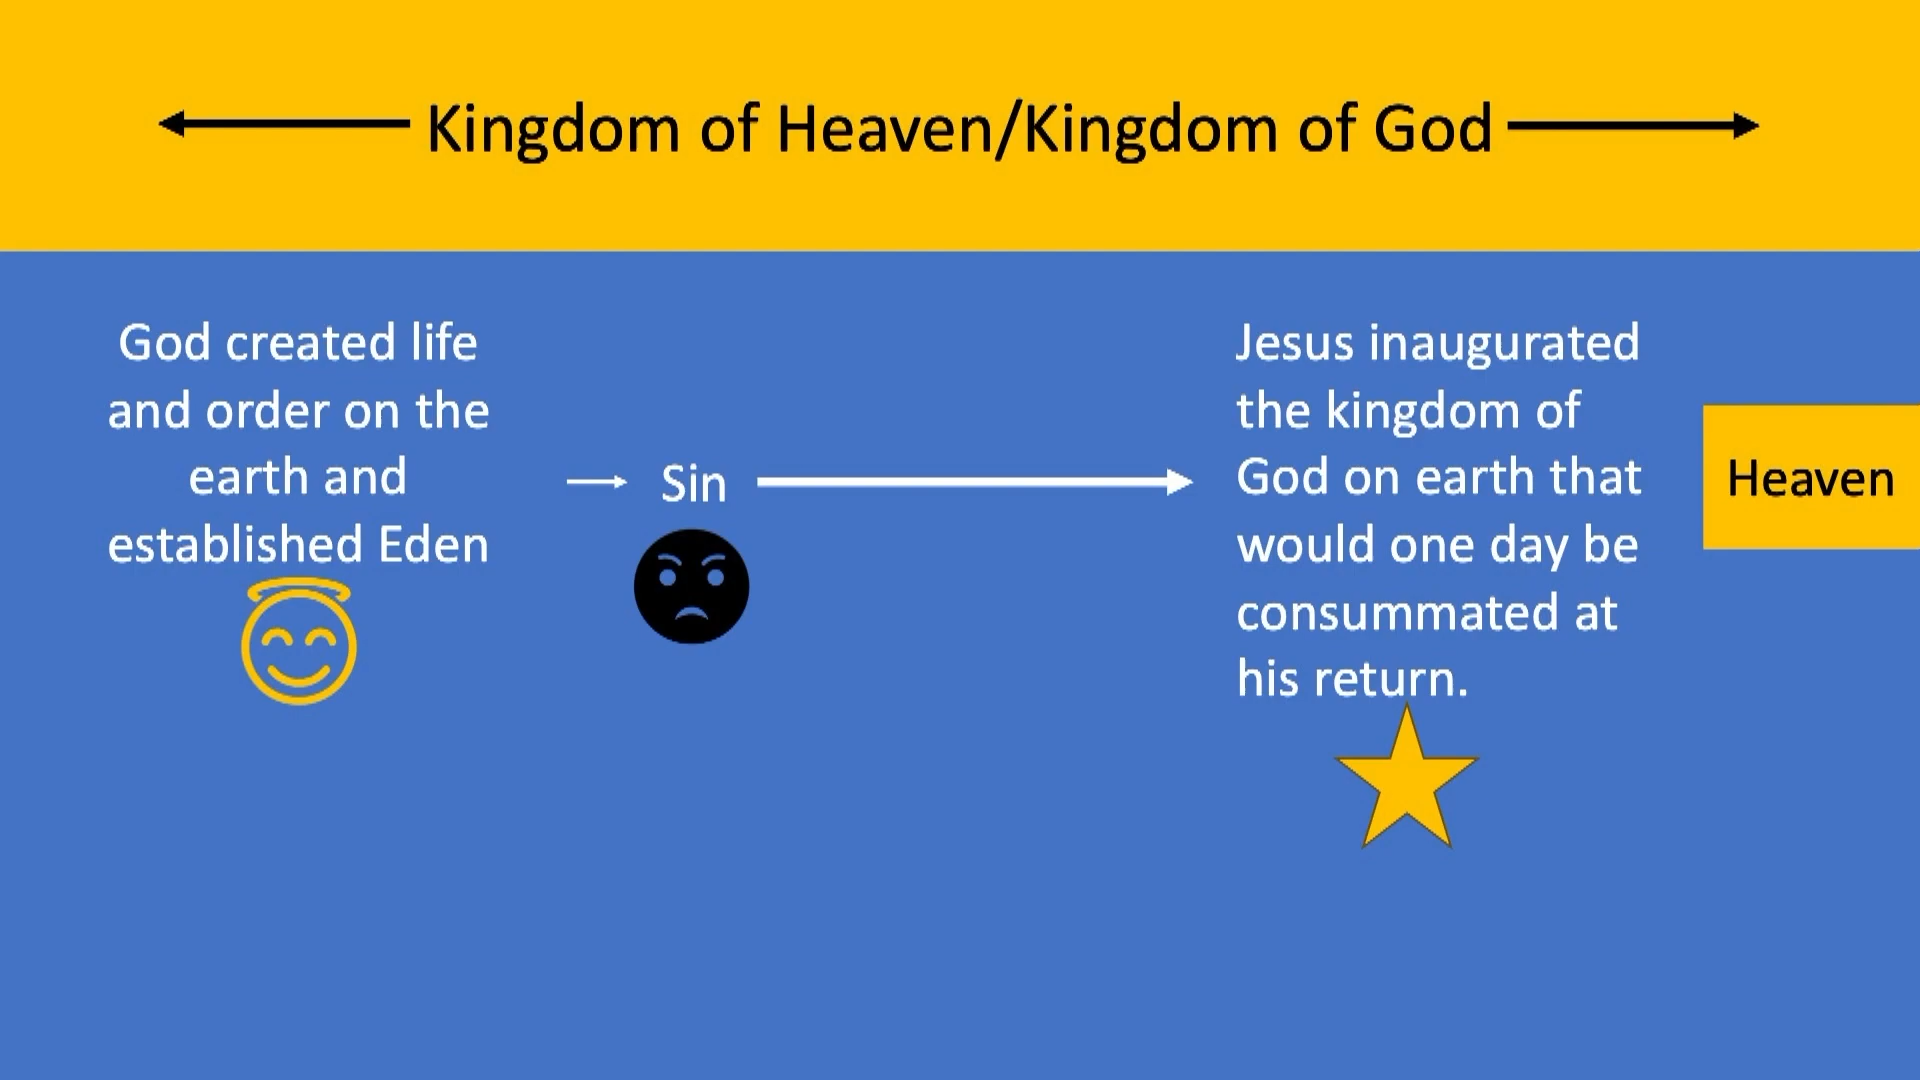 Kingdom of Heaven/Kingdom of God
God created life
and order on the
earth and
established Eden
Sin
Jesus inaugurated
the kingdom of
God on earth that
would one day be
consummated at
his return.
Heaven